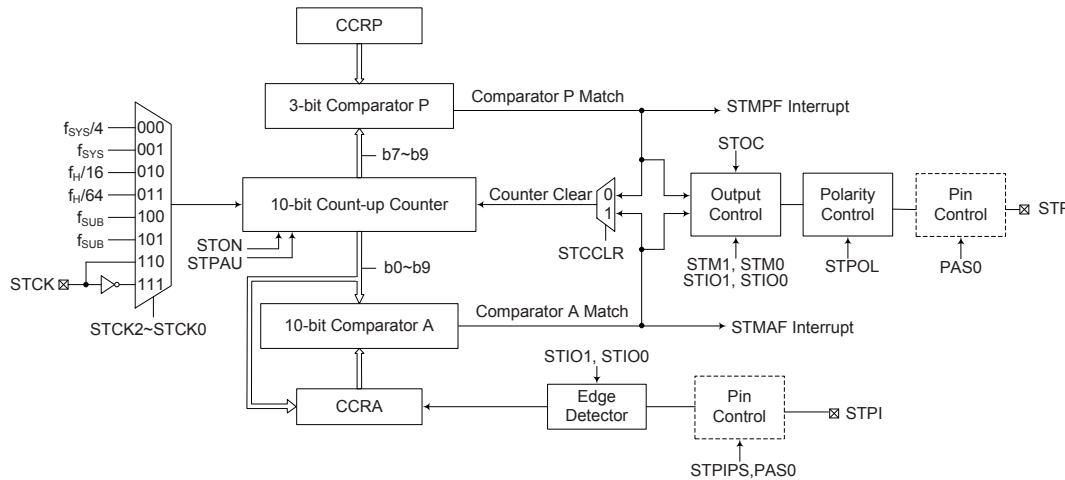 CCRP
3-bit Comparator P
Comparator P Match
STMPF Interrupt
fSYS/4
000
fSYS
001
fH/16
010
fH/64
011
fSUB
100
fSUB
101
110
111
STCK
STCK2~STCK0
b7~b9
10-bit Count-up Counter
STON
STPAU
Counter Clear
0
1
STCCLR
STOC
Output
Control
STM1, STM0
STIO1, STIO0
Polarity
Control
STPOL
Pin
Control
PAS0
b0~b9
10-bit Comparator A
Comparator A Match
STMAF Interrupt
CCRA
STIO1, STIO0
Edge
Detector
Pin
Control
STPI
STPIPS,PAS0